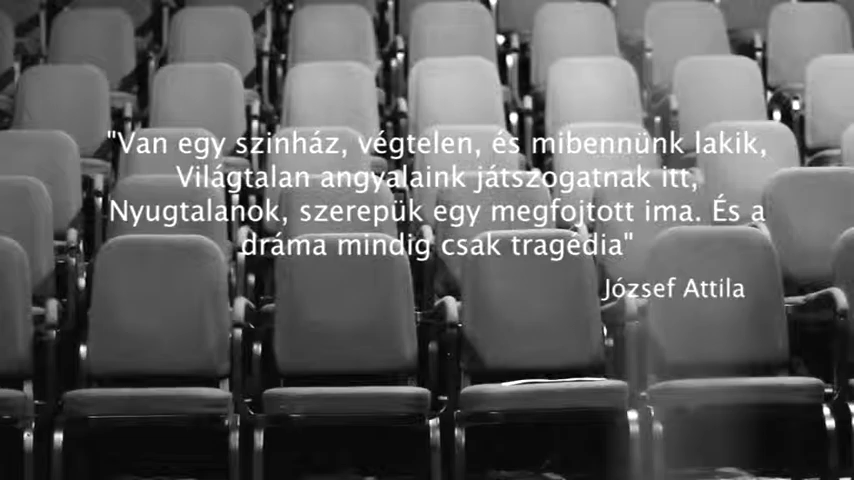 "Van egy szinház, végtelen, és mibennünk lakik,
Világtalan angyalaink játszogatnak itt,
Nyugtalanok, szerepük egy megfojtott ima. És a
dráma mindig csak tragédia"
József Attila